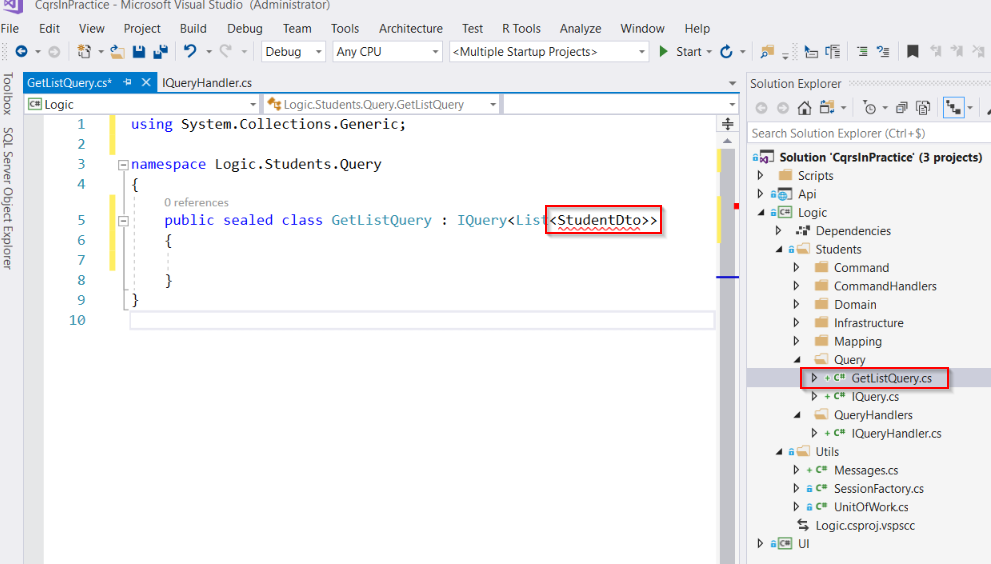 CqrsInPractice - Microsoft Visual Studio (Administrator)
File Edit View Project Build Debug Team Tools Architecture Test R Tools Analyze Window Help
Debug Any CPU <Multiple Startup Projects> Start
Toolbox
SQL Server Object Explorer
GetListQuery.cs* IQueryHandler.cs
C# Logic Logic.Students.Query.GetListQuery
1 using System.Collections.Generic;
2
3 namespace Logic.Students.Query
4 {
0 references
5 public sealed class GetListQuery : IQuery<List<StudentDto>>
6 {
7
8 }
9 }
10
Solution Explorer
Search Solution Explorer (Ctrl+$)
Solution 'CqrsInPractice' (3 projects)
Scripts
Api
C# Logic
Dependencies
Students
Command
CommandHandlers
Domain
Infrastructure
Mapping
Query
+ C# GetListQuery.cs
+ C# IQuery.cs
QueryHandlers
+ C# IQueryHandler.cs
Utils
+ C# Messages.cs
C# SessionFactory.cs
C# UnitOfWork.cs
Logic.csproj.vspscc
C# UI